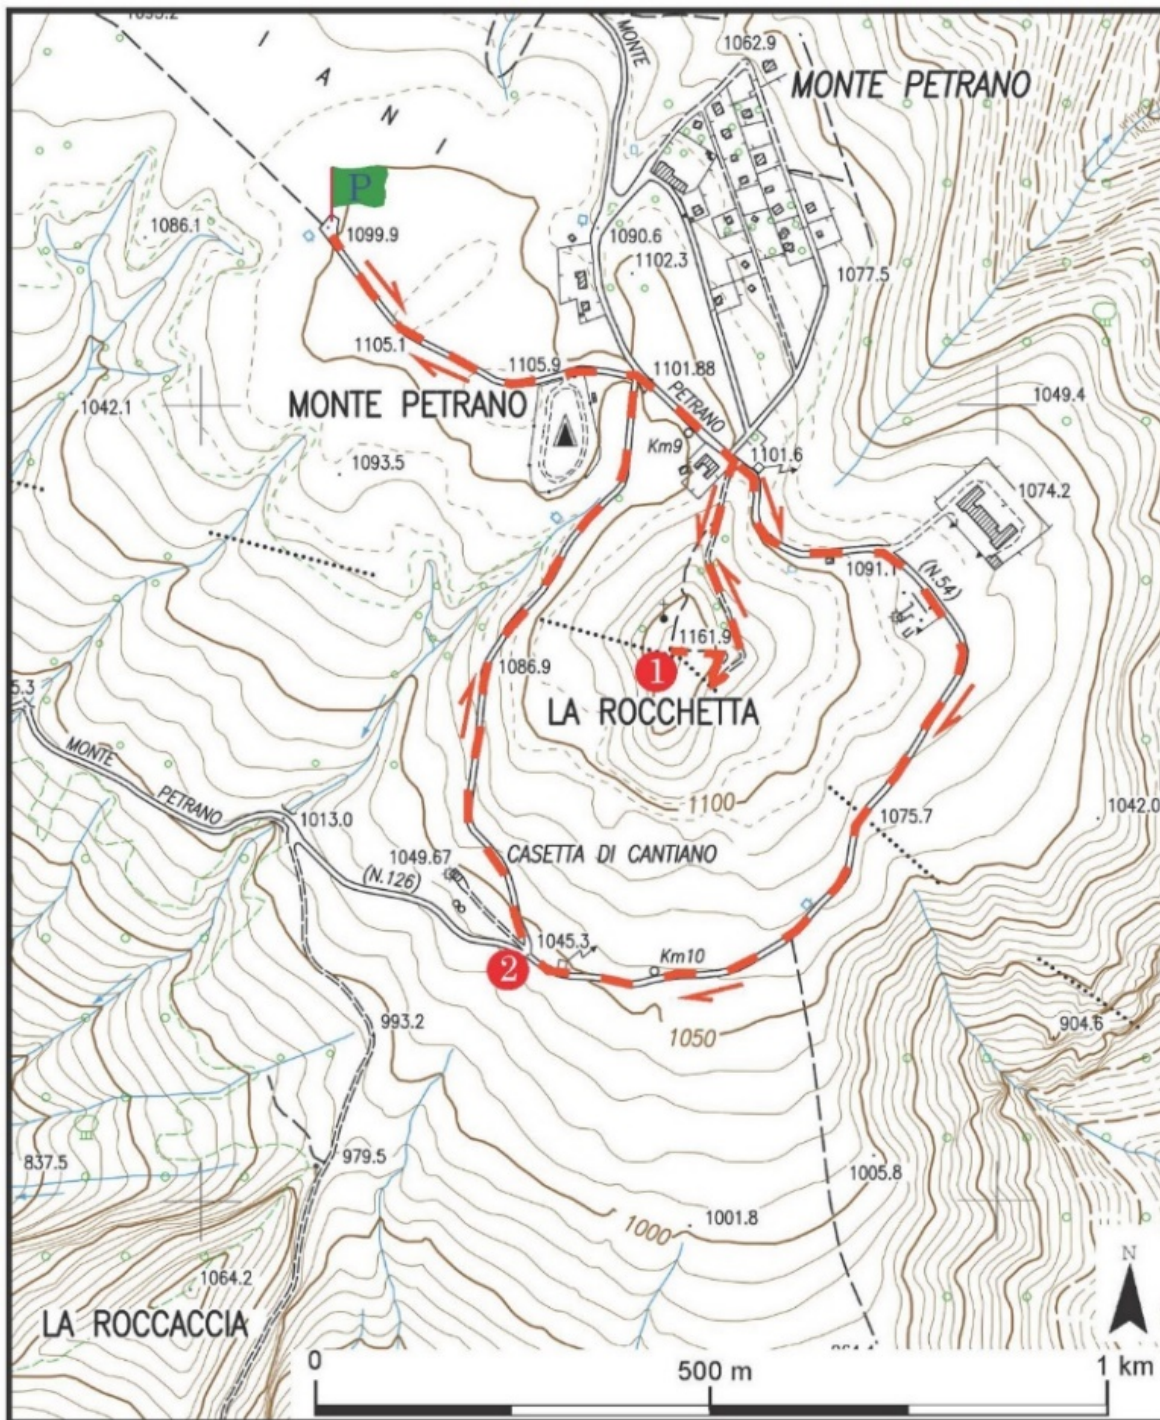 MONTE
1062.9
MONTE PETRANO
I
A
N
I
P
1086.1
1099.9
1090.6
1102.3
1077.5
1105.1
1105.9
1101.88
MONTE PETRANO
PETRANO
1042.1
1049.4
Km9
1101.6
1093.5
1074.2
1091.1
(N.54)
1161.9
1086.9
1
LA ROCCHETTA
5.3
MONTE
PETRANO
1100
1042.0
1075.7
1013.0
CASETTA DI CANTIANO
1049.67
(N.126)
1045.3
2
Km10
1050
993.2
904.6
837.5
979.5
1005.8
1001.8
1000
1064.2
N
LA ROCCACCIA
0
500 m
1 km